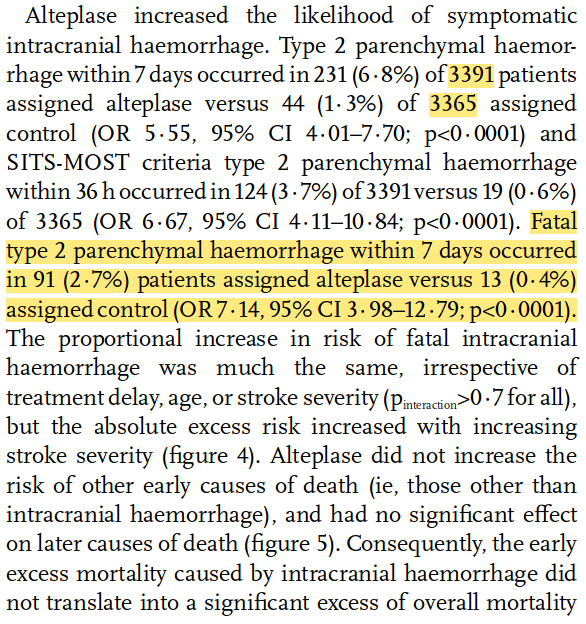 Alteplase increased the likelihood of symptomatic
intracranial haemorrhage. Type 2 parenchymal haemor-
rhage within 7 days occurred in 231 (6·8%) of 3391 patients
assigned alteplase versus 44 (1·3%) of 3365 assigned
control (OR 5·55, 95% CI 4·01–7·70; p<0·0001) and
SITS-MOST criteria type 2 parenchymal haemorrhage
within 36 h occurred in 124 (3·7%) of 3391 versus 19 (0·6%)
of 3365 (OR 6·67, 95% CI 4·11–10·84; p<0·0001). Fatal
type 2 parenchymal haemorrhage within 7 days occurred
in 91 (2·7%) patients assigned alteplase versus 13 (0·4%)
assigned control (OR 7·14, 95% CI 3·98–12·79; p<0·0001).
The proportional increase in risk of fatal intracranial
haemorrhage was much the same, irrespective of
treatment delay, age, or stroke severity (pinteraction>0·7 for all),
but the absolute excess risk increased with increasing
stroke severity (figure 4). Alteplase did not increase the
risk of other early causes of death (ie, those other than
intracranial haemorrhage), and had no significant effect
on later causes of death (figure 5). Consequently, the early
excess mortality caused by intracranial haemorrhage did
not translate into a significant excess of overall mortality